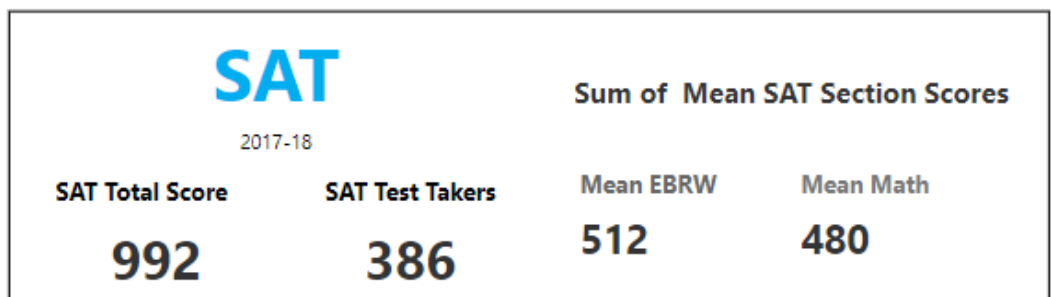 SAT
2017-18
SAT Total Score
SAT Test Takers
992
386
Sum of Mean SAT Section Scores
Mean EBRW
Mean Math
512
480